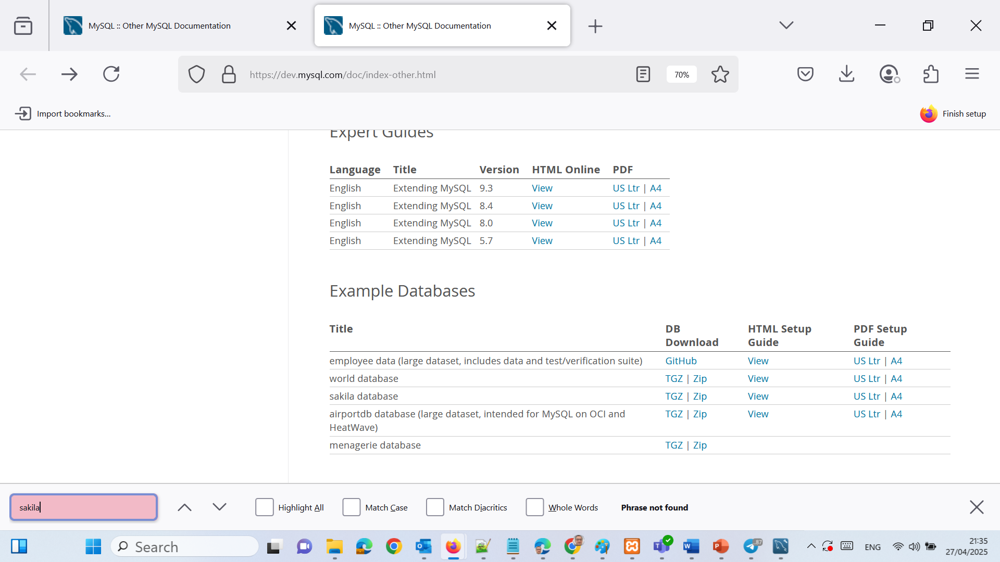 MySQL :: Other MySQL Documentation
MySQL :: Other MySQL Documentation
https://dev.mysql.com/doc/index-other.html
70%
Import bookmarks...
Finish setup
Expert Guides
Language Title Version HTML Online PDF
English Extending MySQL 9.3 View US Ltr | A4
English Extending MySQL 8.4 View US Ltr | A4
English Extending MySQL 8.0 View US Ltr | A4
English Extending MySQL 5.7 View US Ltr | A4
Example Databases
Title DB Download HTML Setup Guide PDF Setup Guide
employee data (large dataset, includes data and test/verification suite) GitHub View US Ltr | A4
world database TGZ | Zip View US Ltr | A4
sakila database TGZ | Zip View US Ltr | A4
airportdb database (large dataset, intended for MySQL on OCI and TGZ | Zip View US Ltr | A4
HeatWave)
menagerie database TGZ | Zip
sakila Highlight All Match Case Match Diacritics Whole Words Phrase not found
Search ENG 21:35
27/04/2025